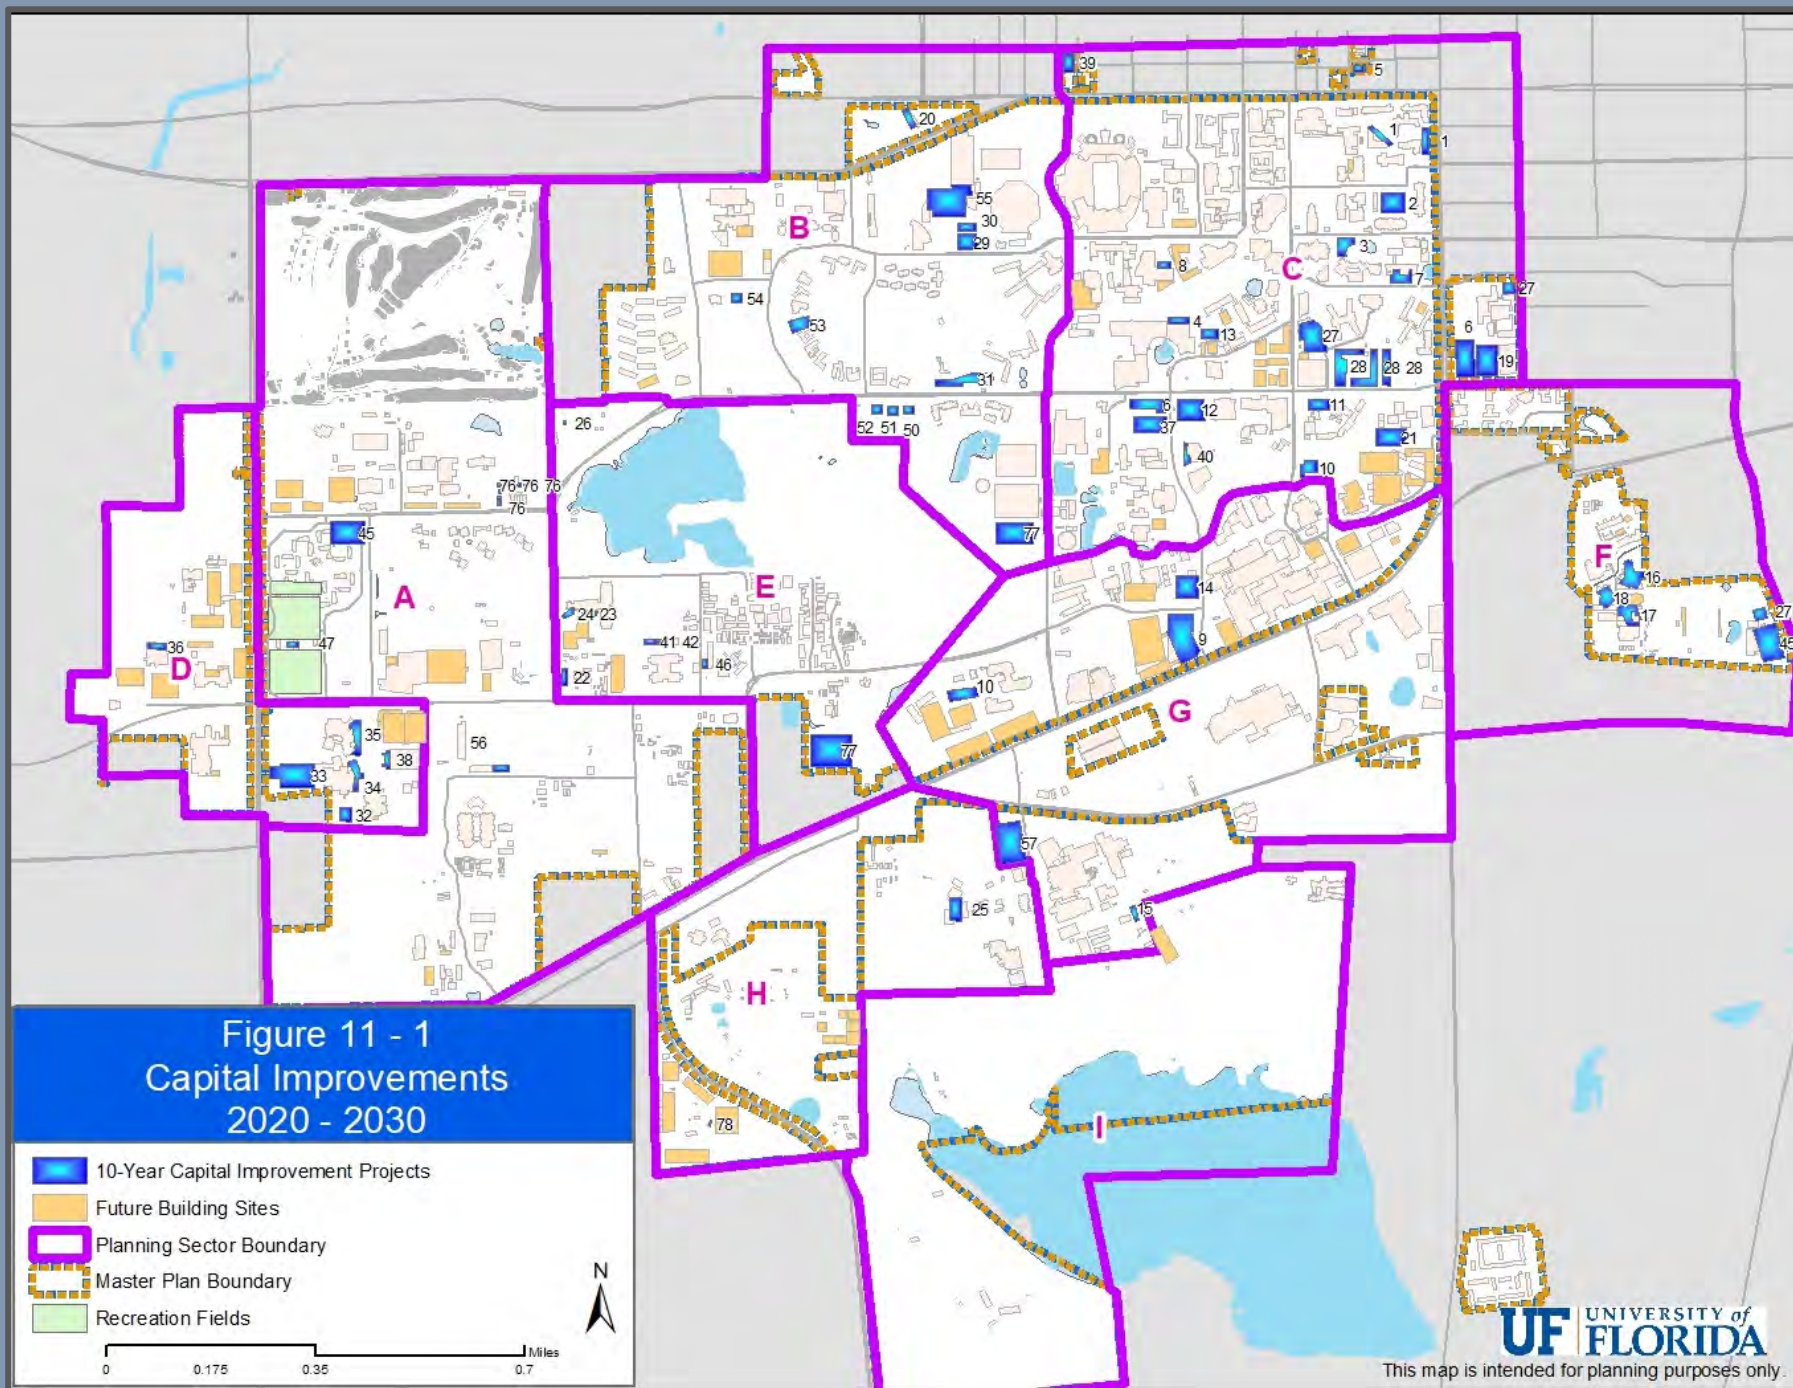 39
5
20
1
1
55
2
B
30
29
3
C
8
7
54
27
53
4
13
27
6
28 28 28
19
31
6
12
11
52 51 50
37
26
21
40
10
76 76 76
76
45
77
F
16
14
E
A
18
24 23
17
27
9
36
47
41 42
45
D
46
22
10
G
35
56
77
38
33
34
32
57
25
15
H
78
I
Figure 11 - 1
Capital Improvements
2020 - 2030
10-Year Capital Improvement Projects
Future Building Sites
Planning Sector Boundary
Master Plan Boundary
Recreation Fields
N
Miles
0 0.175 0.35 0.7
UF UNIVERSITY of
FLORIDA
This map is intended for planning purposes only.